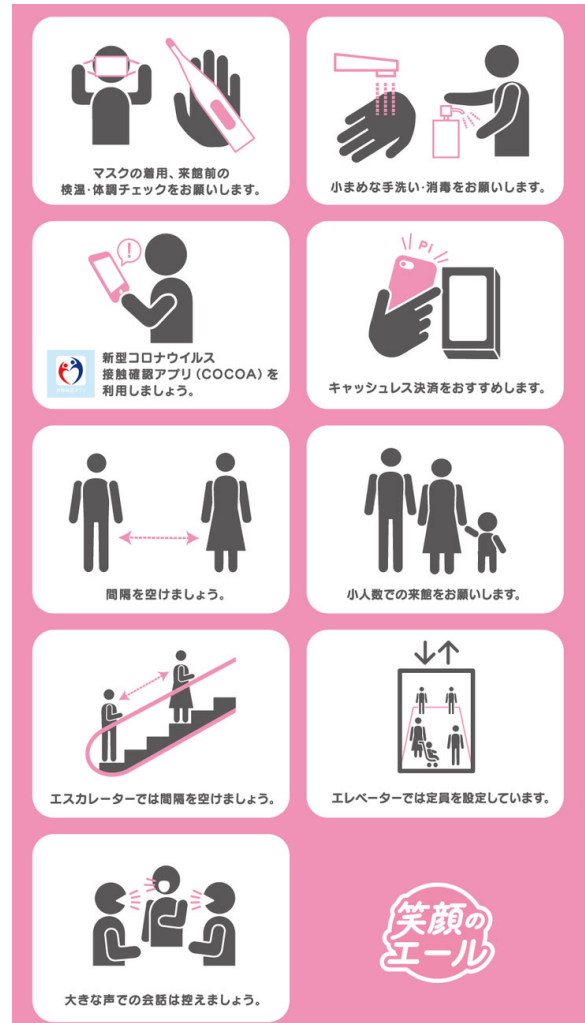 マスクの着用、来館前の
検温・体調チェックをお願いします。
小まめな手洗い・消毒をお願いします。
!
新型コロナウイルス
接触確認アプリ(COCOA)を
利用しましょう。
PI
キャッシュレス決済をおすすめします。
間隔を空けましょう。
小人数での来館をお願いします。
エスカレーターでは間隔を空けましょう。
エレベーターでは定員を設定しています。
大きな声での会話は控えましょう。
笑顔の
エール